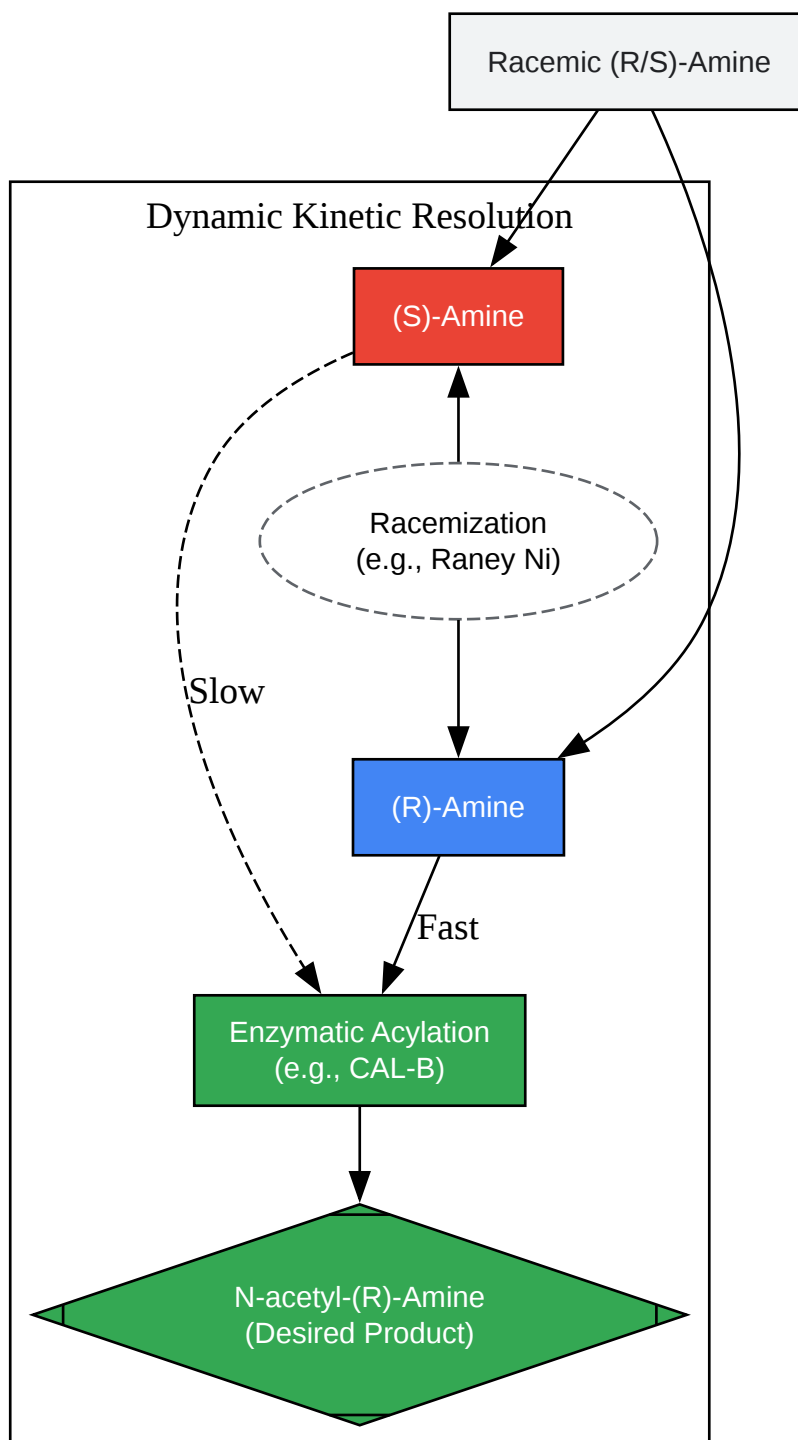 Racemic (R/S)-Amine
Dynamic Kinetic Resolution
(S)-Amine
Racemization
(e.g., Raney Ni)
Slow
(R)-Amine
Fast
Enzymatic Acylation
(e.g., CAL-B)
N-acetyl-(R)-Amine
(Desired Product)